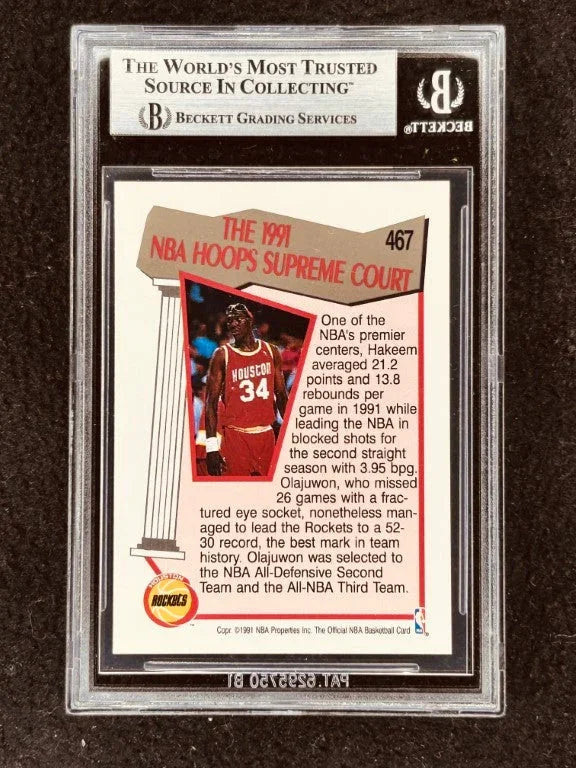 THE WORLD'S MOST TRUSTED
SOURCE IN COLLECTING™
B BECKETT GRADING SERVICES
B
BECKETT®
THE 1991
NBA HOOPS SUPREME COURT
467
HOUSTON
34
One of the
NBA's premier
centers, Hakeem
averaged 21.2
points and 13.8
rebounds per
game in 1991 while
leading the NBA in
blocked shots for
the second straight
season with 3.95 bpg.
Olajuwon, who missed
26 games with a frac-
tured eye socket, nonetheless man-
aged to lead the Rockets to a 52-
30 record, the best mark in team
history. Olajuwon was selected to
the NBA All-Defensive Second
Team and the All-NBA Third Team.
HOUSTON
ROCKETS
™
Copr. ©1991 NBA Properties Inc. The Official NBA Basketball Card
PAT.6295750 B1